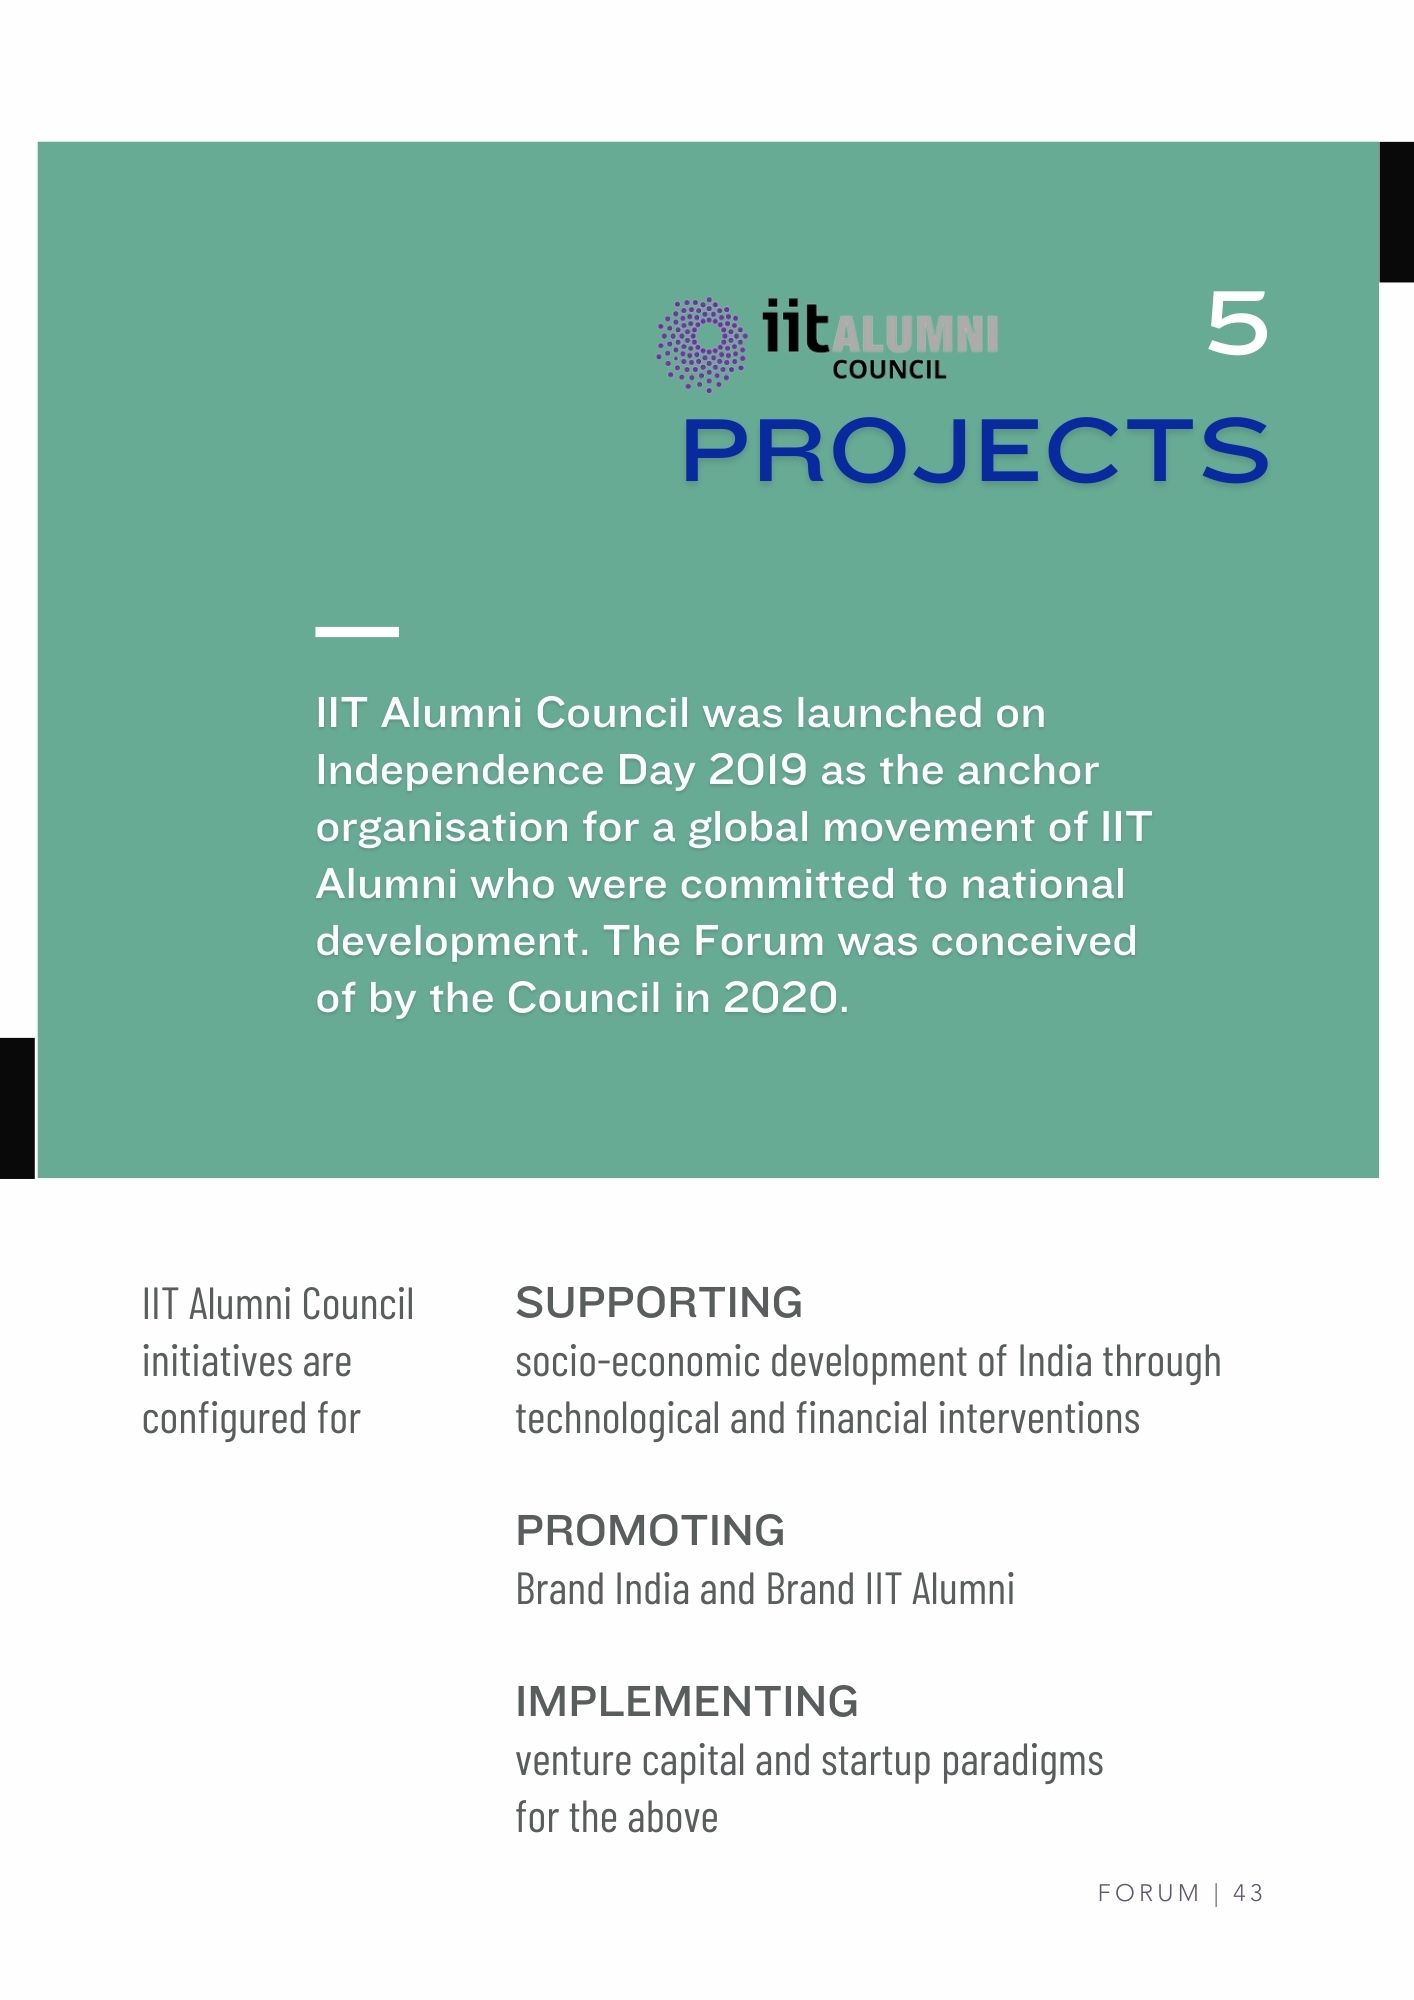 5
iit ALUMNI
COUNCIL
PROJECTS
IIT Alumni Council was launched on
Independence Day 2019 as the anchor
organisation for a global movement of IIT
Alumni who were committed to national
development. The Forum was conceived
of by the Council in 2020.
IIT Alumni Council
initiatives are
configured for
SUPPORTING
socio-economic development of India through
technological and financial interventions
PROMOTING
Brand India and Brand IIT Alumni
IMPLEMENTING
venture capital and startup paradigms
for the above
FORUM | 43